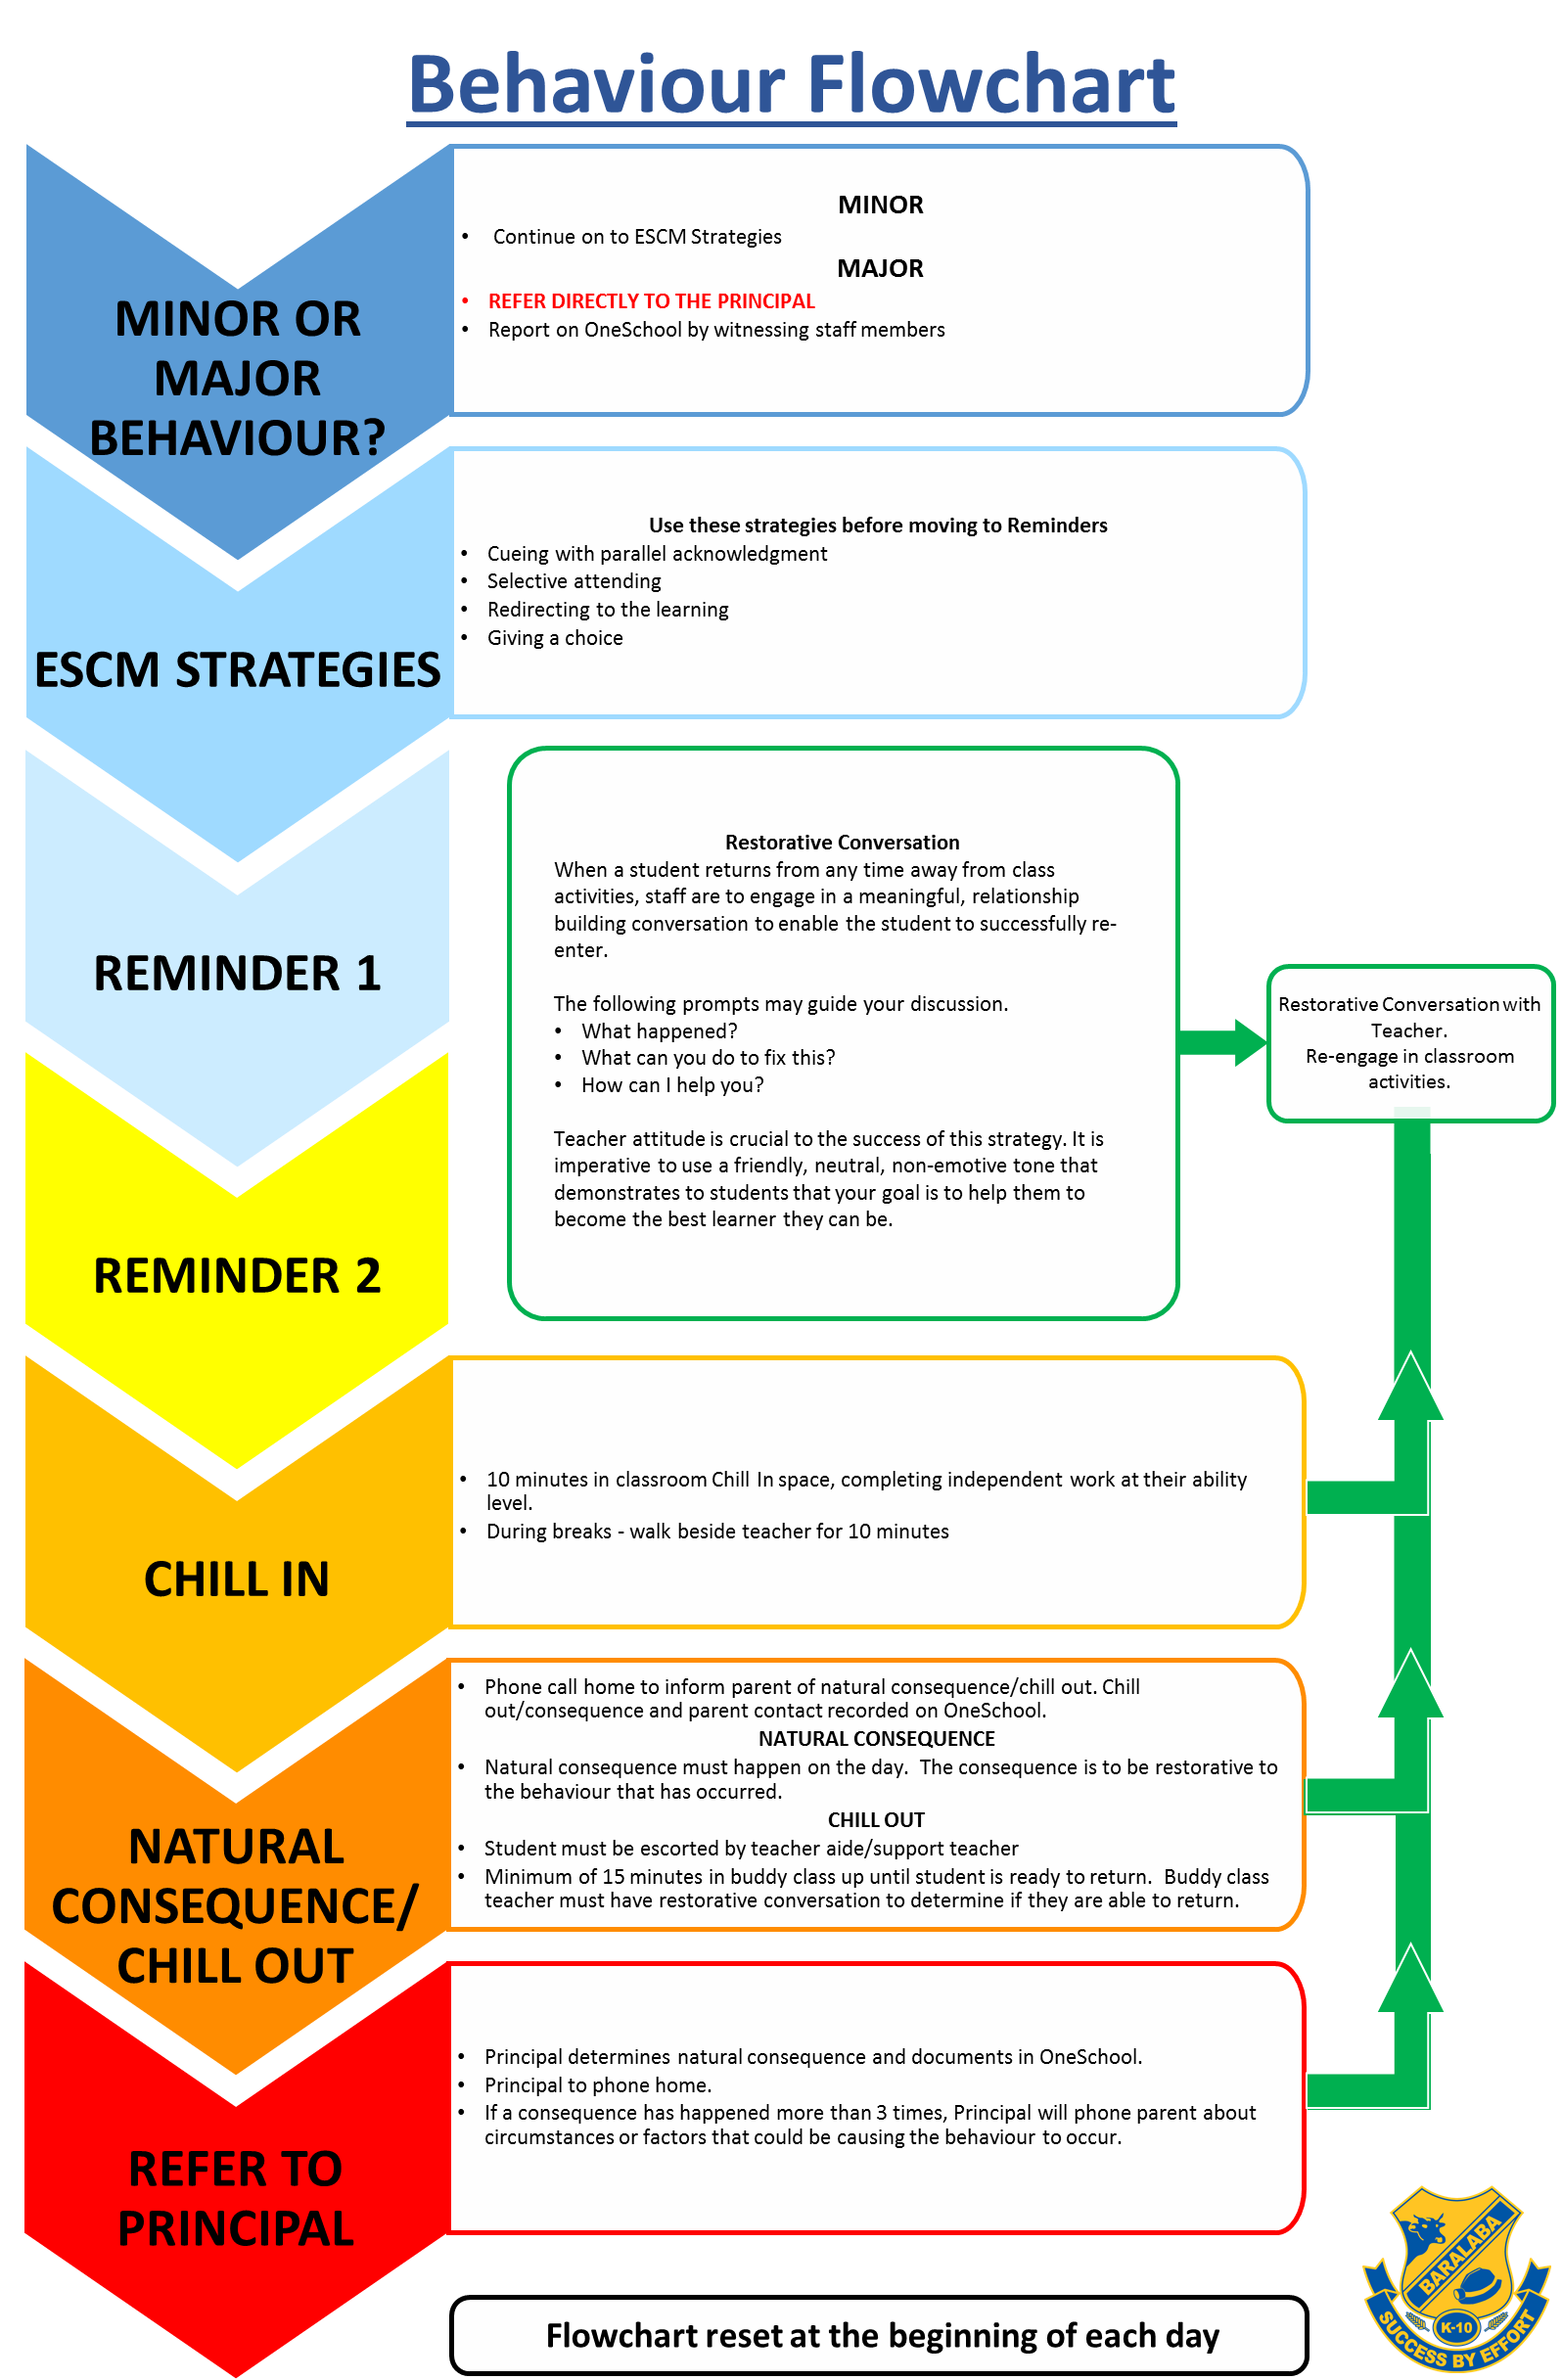 Behaviour Flowchart
MINOR OR
MAJOR
BEHAVIOUR?
MINOR
• Continue on to ESCM Strategies
MAJOR
• REFER DIRECTLY TO THE PRINCIPAL
• Report on OneSchool by witnessing staff members
ESCM STRATEGIES
Use these strategies before moving to Reminders
• Cueing with parallel acknowledgment
• Selective attending
• Redirecting to the learning
• Giving a choice
REMINDER 1
REMINDER 2
Restorative Conversation
When a student returns from any time away from class
activities, staff are to engage in a meaningful, relationship
building conversation to enable the student to successfully re-
enter.
The following prompts may guide your discussion.
• What happened?
• What can you do to fix this?
• How can I help you?
Teacher attitude is crucial to the success of this strategy. It is
imperative to use a friendly, neutral, non-emotive tone that
demonstrates to students that your goal is to help them to
become the best learner they can be.
Restorative Conversation with
Teacher.
Re-engage in classroom
activities.
CHILL IN
• 10 minutes in classroom Chill In space, completing independent work at their ability
level.
• During breaks - walk beside teacher for 10 minutes
NATURAL
CONSEQUENCE/
CHILL OUT
• Phone call home to inform parent of natural consequence/chill out. Chill
out/consequence and parent contact recorded on OneSchool.
NATURAL CONSEQUENCE
• Natural consequence must happen on the day.  The consequence is to be restorative to
the behaviour that has occurred.
CHILL OUT
• Student must be escorted by teacher aide/support teacher
• Minimum of 15 minutes in buddy class up until student is ready to return.  Buddy class
teacher must have restorative conversation to determine if they are able to return.
REFER TO
PRINCIPAL
• Principal determines natural consequence and documents in OneSchool.
• Principal to phone home.
• If a consequence has happened more than 3 times, Principal will phone parent about
circumstances or factors that could be causing the behaviour to occur.
Flowchart reset at the beginning of each day
BARALABA
K-10
SUCCESS BY EFFORT